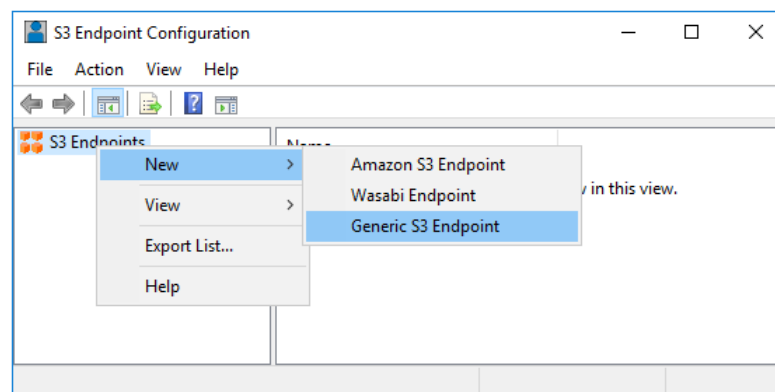 S3 Endpoint Configuration
File Action View Help
S3 Endpoints
Name
New
Amazon S3 Endpoint
Wasabi Endpoint
in this view.
View
Generic S3 Endpoint
Export List...
Help